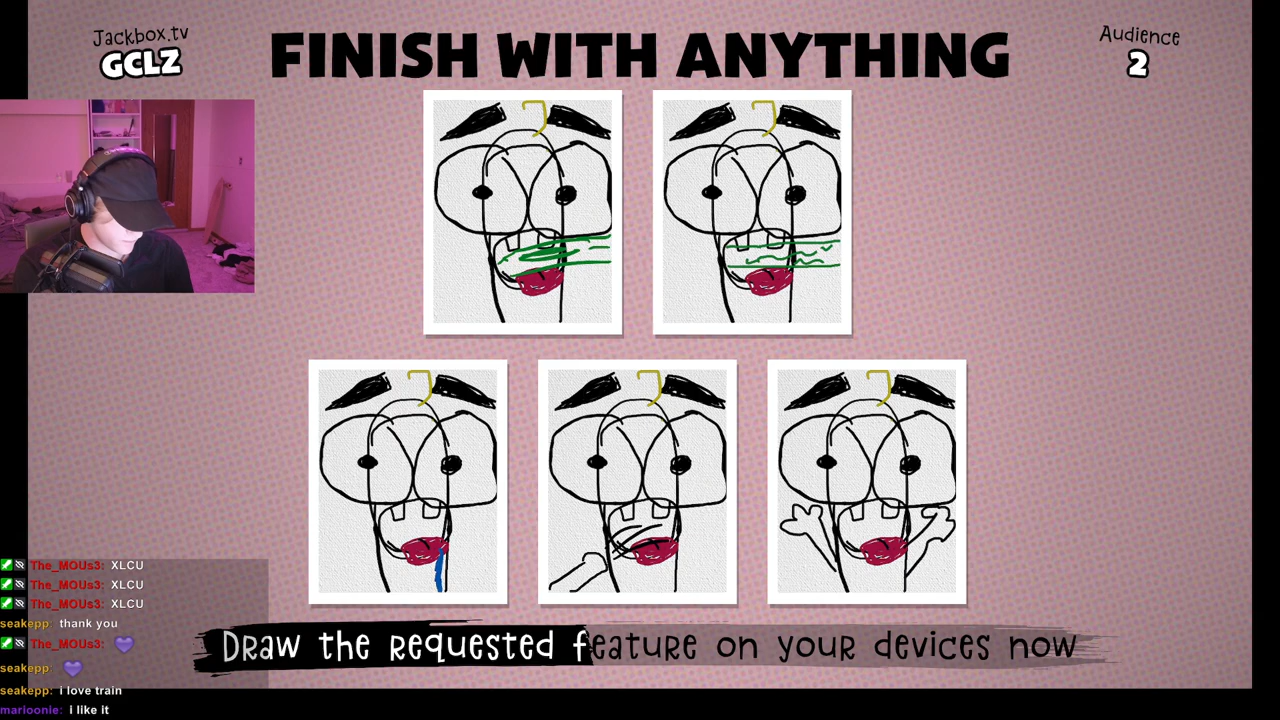 Jackbox.tv
GCLZ
FINISH WITH ANYTHING
Audience
2
The_MOUs3: XLCU
The_MOUs3: XLCU
The_MOUs3: XLCU
seakepp: thank you
The_MOUs3: 💜
seakepp: 💜
seakepp: i love train
marioonie: i like it
Draw the requested feature on your devices now